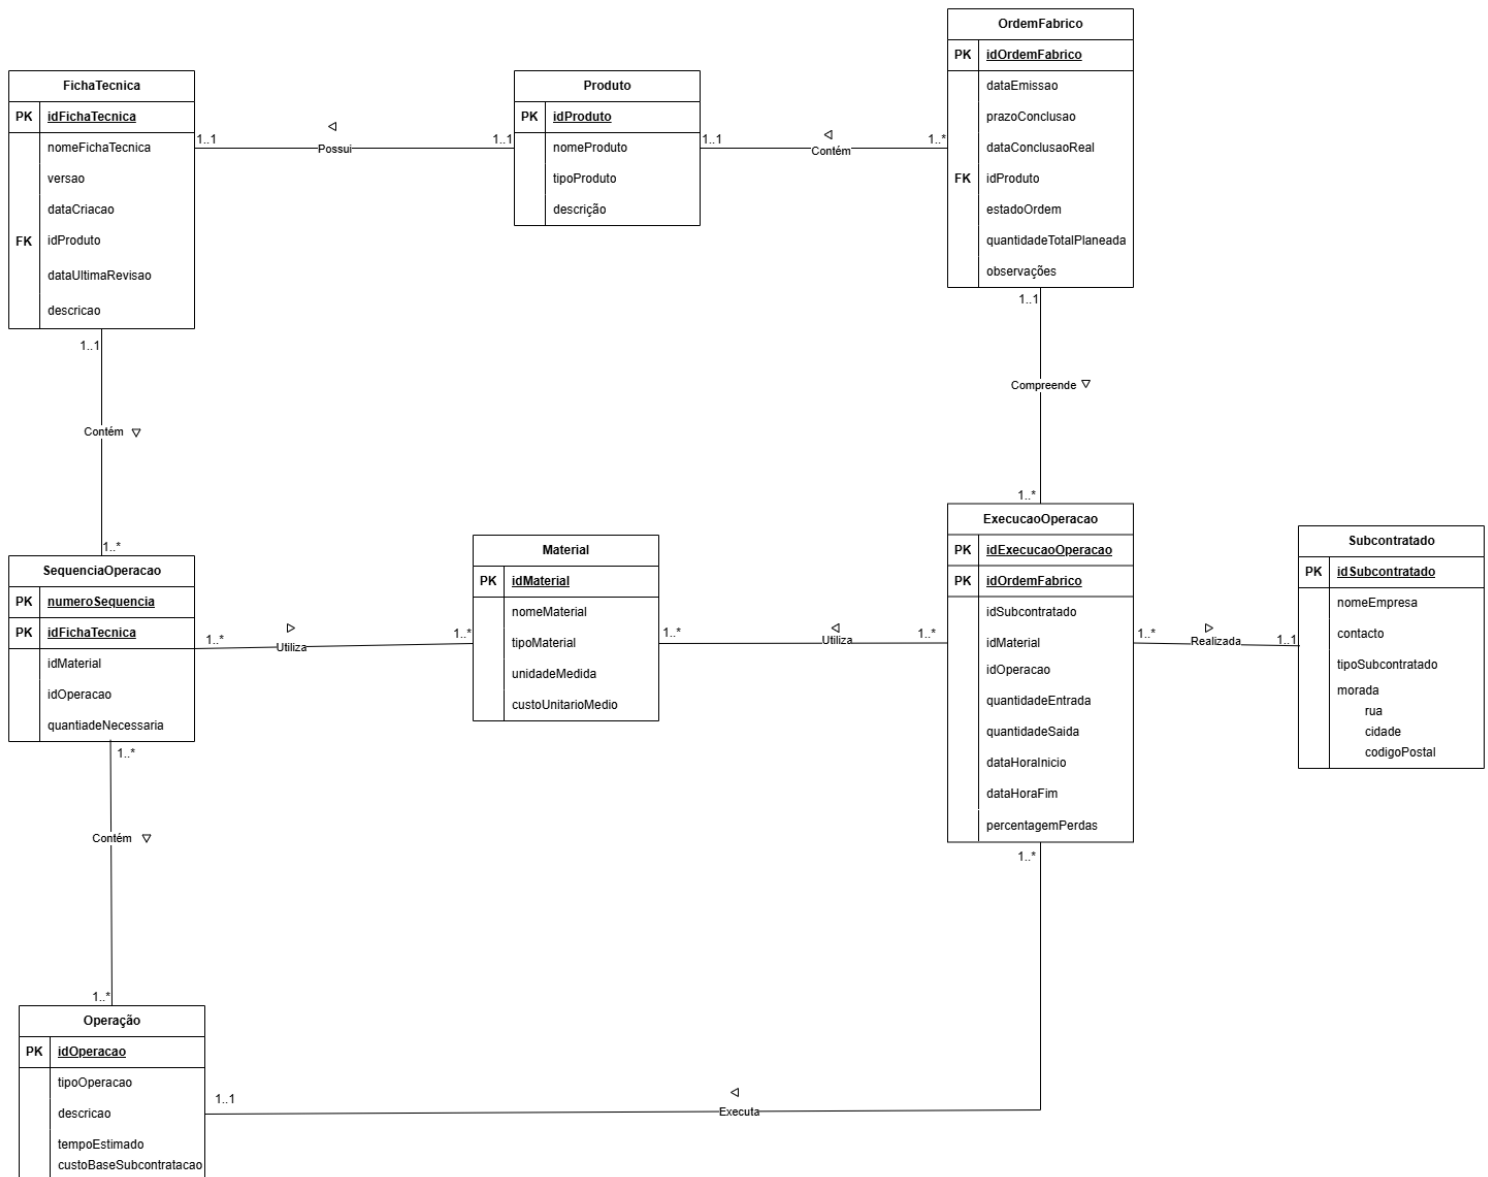 OrdemFabrico
PK idOrdemFabrico
dataEmissao
prazoConclusao
dataConclusaoReal
FK idProduto
estadoOrdem
quantidadeTotalPlaneada
observações
FichaTecnica
PK idFichaTecnica
nomeFichaTecnica
versao
dataCriacao
FK idProduto
dataUltimaRevisao
descricao
1..1
Possui
1..1
Produto
PK idProduto
nomeProduto
tipoProduto
descrição
1..1
Contém
1..*
1..1
Contém
1..*
1..1
Compreende
1..*
SequenciaOperacao
PK numeroSequencia
PK idFichaTecnica
idMaterial
idOperacao
quantiadeNecessaria
1..*
Utiliza
1..*
Material
PK idMaterial
nomeMaterial
tipoMaterial
unidadeMedida
custoUnitarioMedio
1..*
Utiliza
1..*
ExecucaoOperacao
PK idExecucaoOperacao
PK idOrdemFabrico
idSubcontratado
idMaterial
idOperacao
quantidadeEntrada
quantidadeSaida
dataHoraInicio
dataHoraFim
percentagemPerdas
1..*
Realizada
1..1
Subcontratado
PK idSubcontratado
nomeEmpresa
contacto
tipoSubcontratado
morada
rua
cidade
codigoPostal
1..*
Contém
1..*
1..*
Operação
PK idOperacao
tipoOperacao
descricao
tempoEstimado
custoBaseSubcontratacao
1..1
Executa